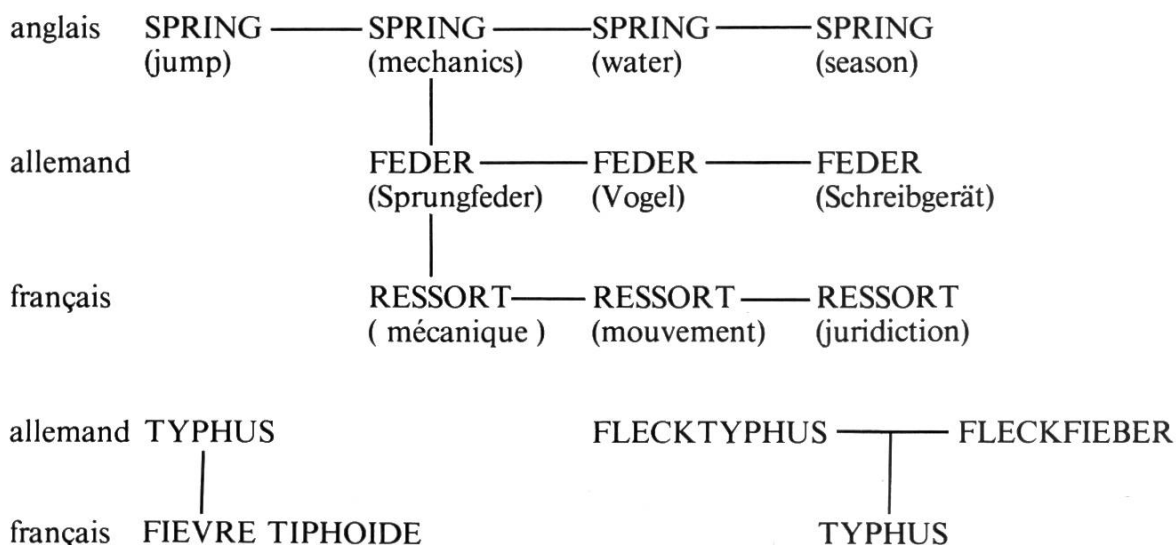 anglais SPRING SPRING SPRING SPRING
(jump) (mechanics) (water) (season)
allemand FEDER FEDER FEDER
(Sprungfeder) (Vogel) (Schreibgerät)
français RESSORT RESSORT RESSORT
( mécanique ) (mouvement) (juridiction)
allemand TYPHUS FLECKTYPHUS FLECKFIEBER
français FIEVRE TIPHOIDE TYPHUS